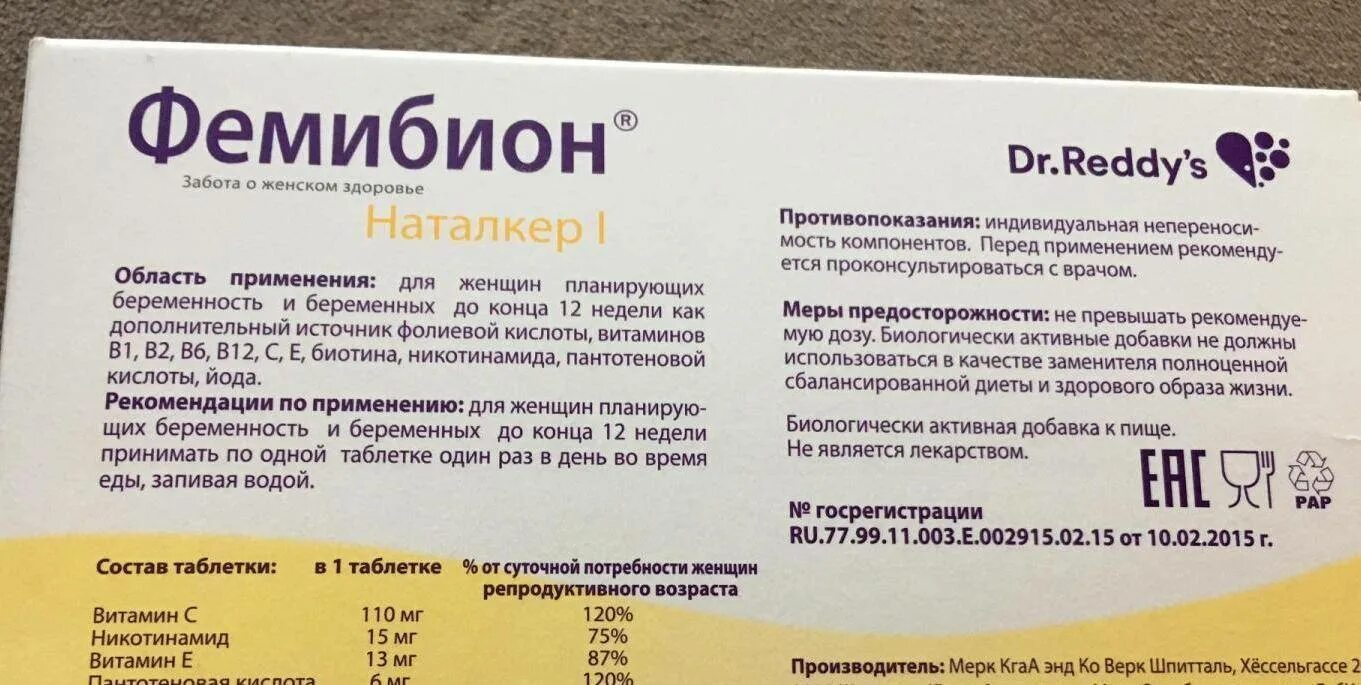 Фемибион®
Забота о женском здоровье
Наталкер I
Область применения: для женщин планирующих
беременность и беременных до конца 12 недели как
дополнительный источник фолиевой кислоты, витаминов
В1, В2, В6, В12, С, Е, биотина, никотинамида, пантотеновой
кислоты, йода.
Рекомендации по применению: для женщин планирую-
щих беременность и беременных до конца 12 недели
принимать по одной таблетке один раз в день во время
еды, запивая водой.
Состав таблетки: в 1 таблетке % от суточной потребности женщин
репродуктивного возраста
Витамин С 110 мг 120%
Никотинамид 15 мг 75%
Витамин Е 13 мг 87%
Пантотеновая кислота 6 мг 120%
Dr.Reddy's
Противопоказания: индивидуальная непереноси-
мость компонентов. Перед применением рекоменду-
ется проконсультироваться с врачом.
Меры предосторожности: не превышать рекомендуе-
мую дозу. Биологически активные добавки не должны
использоваться в качестве заменителя полноценной
сбалансированной диеты и здорового образа жизни.
Биологически активная добавка к пище.
Не является лекарством.
EAC
PAP
№ госрегистрации
RU.77.99.11.003.Е.002915.02.15 от 10.02.2015 г.
Производитель: Мерк КгаА энд Ко Верк Шпитталь, Хёссельгассе 2